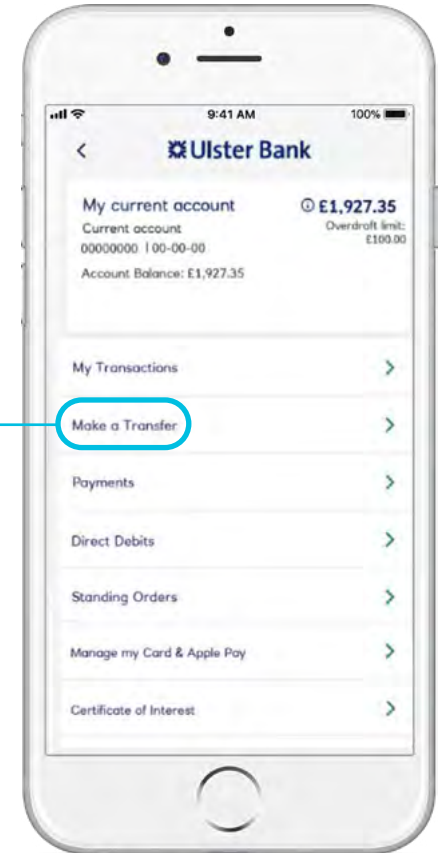 9:41 AM 100%
Ulster Bank
My current account £1,927.35
Current account Overdraft limit:
00000000 | 00-00-00 £100.00
Account Balance: £1,927.35
My Transactions
Make a Transfer
Payments
Direct Debits
Standing Orders
Manage my Card & Apple Pay
Certificate of Interest